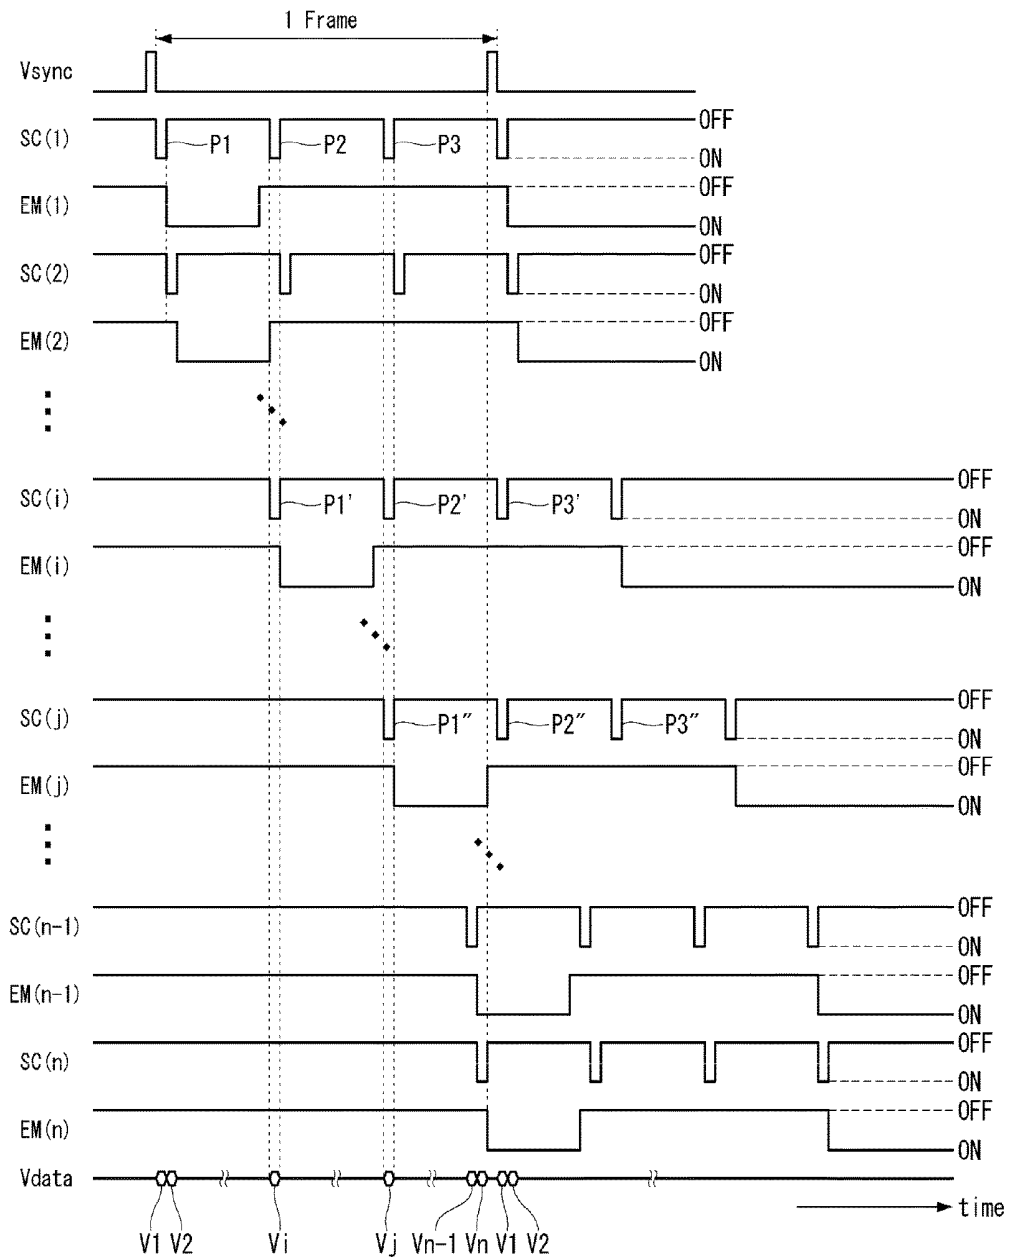 1 Frame
Vsync
SC(1) P1 P2 P3 OFF
ON
EM(1) OFF
ON
SC(2) OFF
ON
EM(2) OFF
ON
SC(i) P1' P2' P3' OFF
ON
EM(i) OFF
ON
SC(j) P1″ P2″ P3″ OFF
ON
EM(j) OFF
ON
SC(n-1) OFF
ON
EM(n-1) OFF
ON
SC(n) OFF
ON
EM(n) OFF
ON
Vdata
time
V1 V2 Vi Vj Vn-1 Vn V1 V2